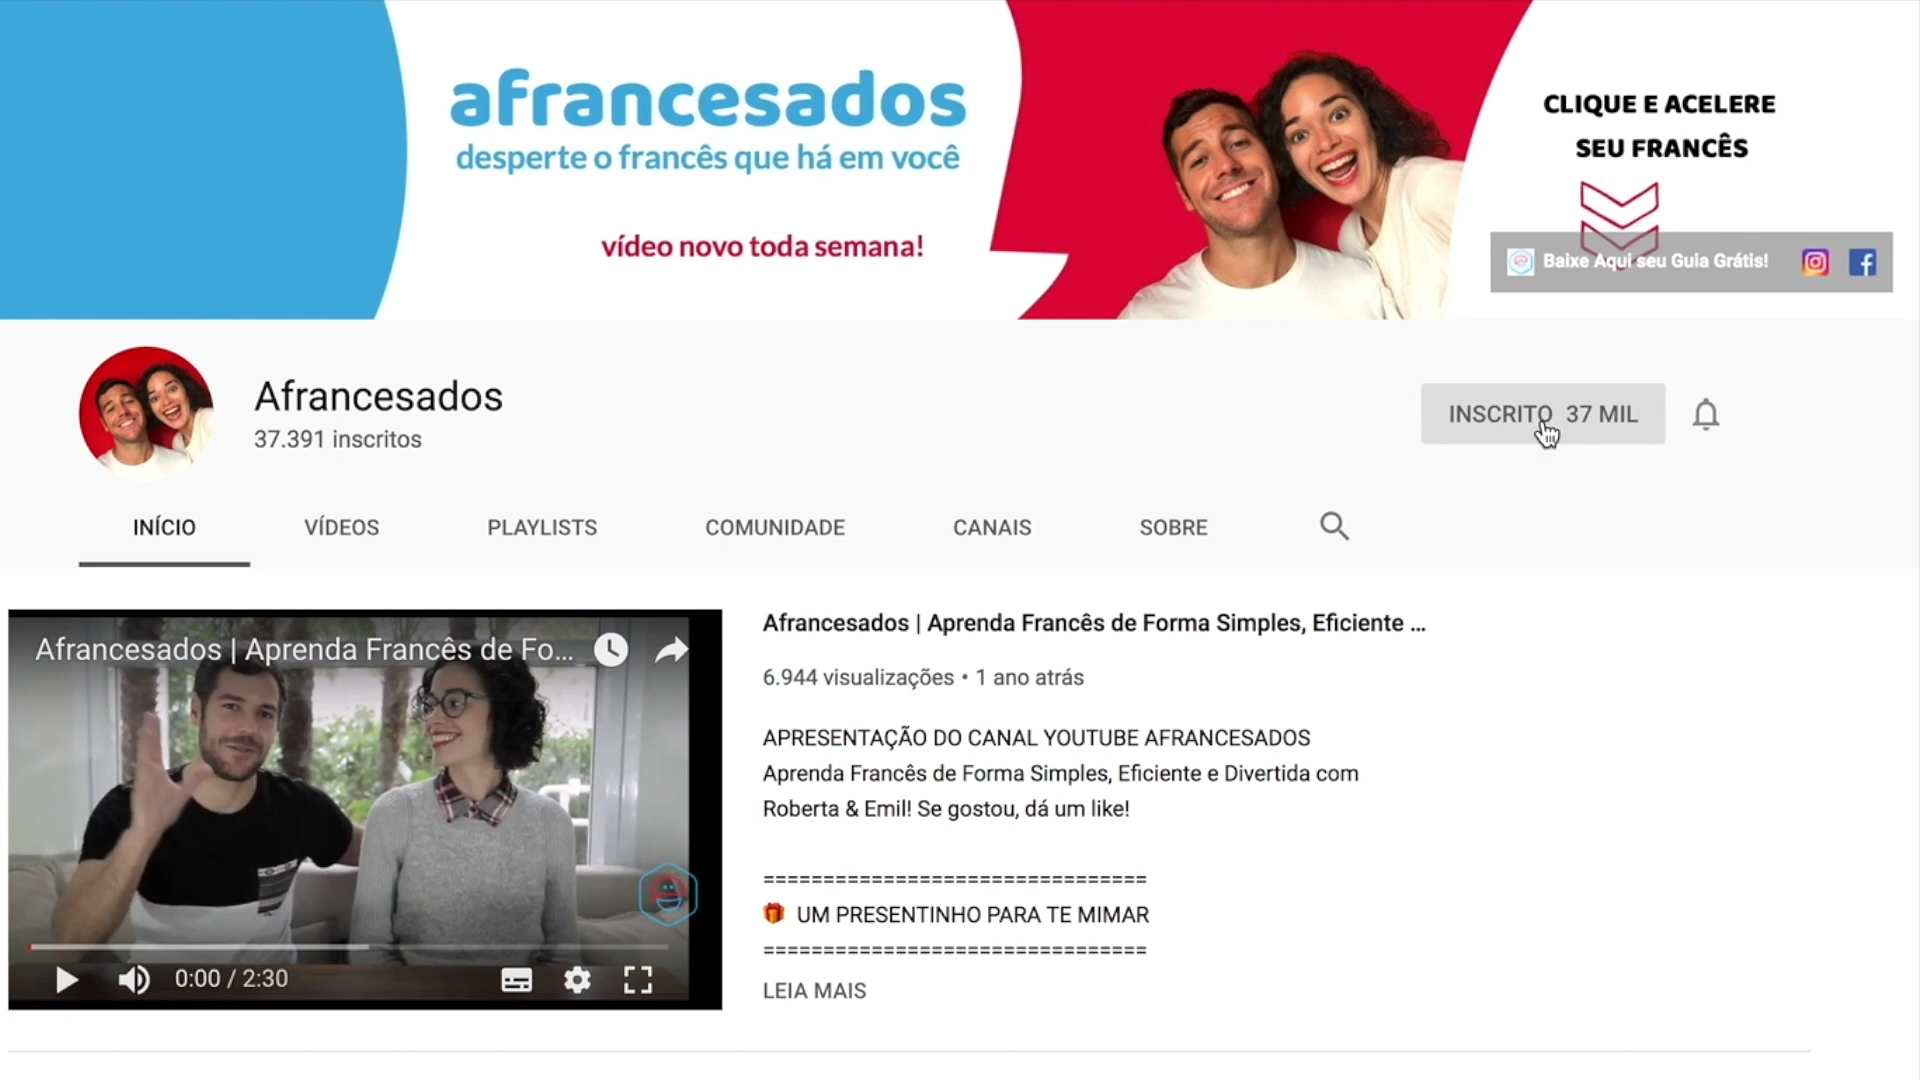 afrancesados
desperte o francês que há em você
vídeo novo toda semana!
CLIQUE E ACELERE
SEU FRANCÊS
Baixe Aqui seu Guia Grátis!
Afrancesados
37.391 inscritos
INSCRITO 37 MIL
INÍCIO VÍDEOS PLAYLISTS COMUNIDADE CANAIS SOBRE
Afrancesados | Aprenda Francês de Fo...
0:00 / 2:30
Afrancesados | Aprenda Francês de Forma Simples, Eficiente ...
6.944 visualizações • 1 ano atrás
APRESENTAÇÃO DO CANAL YOUTUBE AFRANCESADOS
Aprenda Francês de Forma Simples, Eficiente e Divertida com
Roberta & Emil! Se gostou, dá um like!
================================
🎁 UM PRESENTINHO PARA TE MIMAR
================================
LEIA MAIS